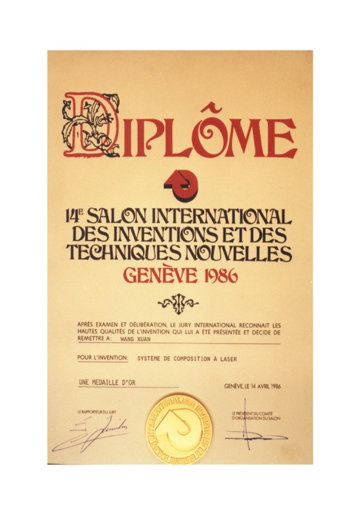 DIPLÔME
14E SALON INTERNATIONAL
DES INVENTIONS ET DES
TECHNIQUES NOUVELLES
GENÈVE 1986
APRÈS EXAMEN ET DÉLIBÉRATION, LE JURY INTERNATIONAL RECONNAIT LES
HAUTES QUALITÉS DE L'INVENTION QUI LUI A ÉTÉ PRÉSENTÉE ET DÉCIDE DE
REMETTRE A: WANG XUAN
POUR L'INVENTION: SYSTÈME DE COMPOSITION À LASER
UNE MEDAILLE D'OR
GENÈVE, LE 14 AVRIL 1986
LE RAPPORTEUR DU JURY
LE PRÉSIDENT DU COMITÉ
D'ORGANISATION DU SALON